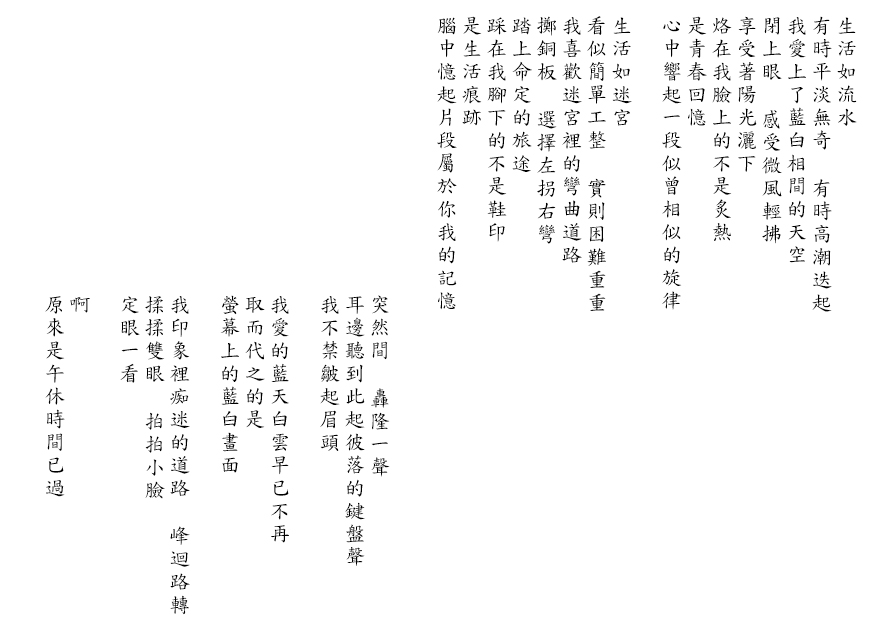 生活如流水
有時平淡無奇　有時高潮迭起
我愛上了藍白相間的天空
閉上眼　感受微風輕拂
享受著陽光灑下
烙在我臉上的不是炙熱
是青春回憶
心中響起一段似曾相似的旋律
生活如迷宮
看似簡單工整　實則困難重重
我喜歡迷宮裡的彎曲道路
擲銅板　選擇左拐右彎
踏上命定的旅途
踩在我腳下的不是鞋印
是生活痕跡
腦中憶起片段屬於你我的記憶
突然間　轟隆一聲
耳邊聽到此起彼落的鍵盤聲
我不禁皺起眉頭
我愛的藍天白雲早已不再
取而代之的是
螢幕上的藍白畫面
我印象裡痴迷的道路　峰迴路轉
揉揉雙眼　拍拍小臉
定眼一看
啊
原來是午休時間已過